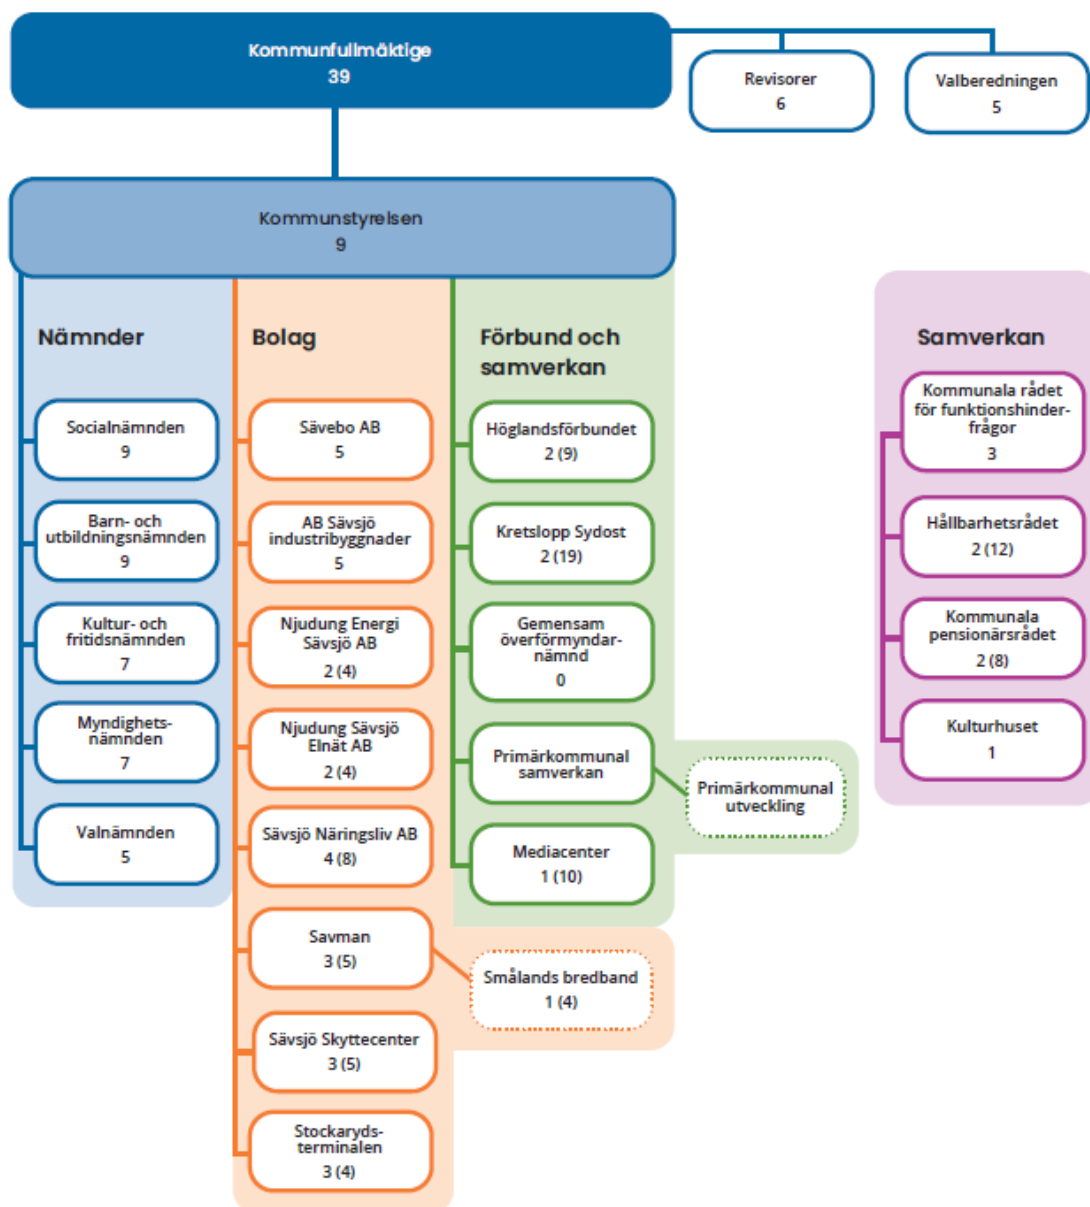 Kommunfullmäktige
39
Revisorer
6
Valberedningen
5
Kommunstyrelsen
9
Nämnder
Socialnämnden
9
Barn- och
utbildningsnämnden
9
Kultur- och
fritidsnämnden
7
Myndighets-
nämnden
7
Valnämnden
5
Bolag
Sävebo AB
5
AB Sävsjö
industribyggnader
5
Njudung Energi
Sävsjö AB
2 (4)
Njudung Sävsjö
Elnät AB
2 (4)
Sävsjö Näringsliv AB
4 (8)
Savman
3 (5)
Smålands bredband
1 (4)
Sävsjö Skyttecenter
3 (5)
Stockaryds-
terminalen
3 (4)
Förbund och
samverkan
Höglandsförbundet
2 (9)
Kretslopp Sydost
2 (19)
Gemensam
överförmyndar-
nämnd
0
Primärkommunal
samverkan
Primärkommunal
utveckling
Mediacenter
1 (10)
Samverkan
Kommunala rådet
för funktionshinder-
frågor
3
Hållbarhetsrådet
2 (12)
Kommunala
pensionärsrådet
2 (8)
Kulturhuset
1